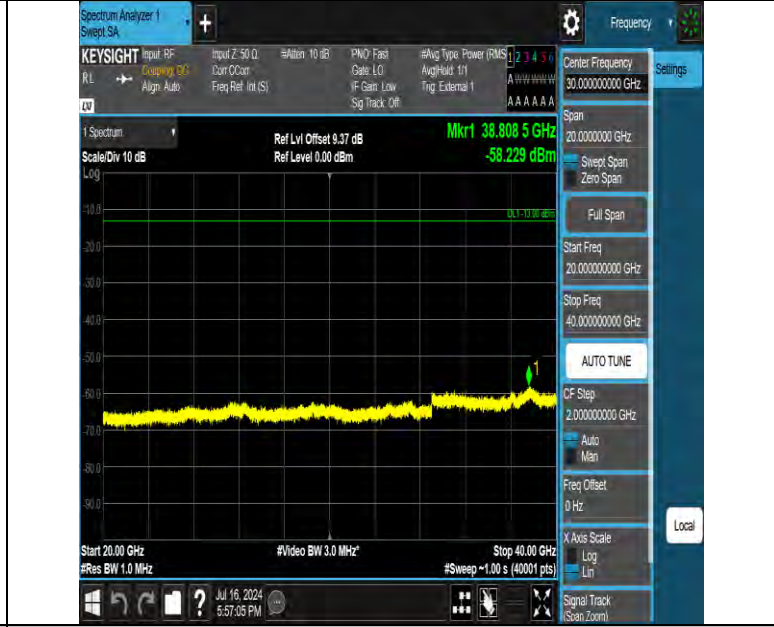 Spectrum Analyzer 1
Swept SA
+
Frequency
KEYSIGHT
RL
LXI
Input: RF
Coupling: DC
Align: Auto
Input Z: 50 Ω
Corr CCorr
Freq Ref: Int (S)
#Atten: 10 dB
PNO: Fast
Gate: LO
IF Gain: Low
Sig Track: Off
#Avg Type: Power (RMS
Avg|Hold: 1/1
Trig: External 1
1 2 3 4 5 6
A W W W W W
A A A A A A
1 Spectrum
Scale/Div 10 dB
Log
Ref Lvl Offset 9.37 dB
Ref Level 0.00 dBm
Mkr1 38.808 5 GHz
-58.229 dBm
DL1 -13.00 dBm
-10.0
-20.0
-30.0
-40.0
-50.0
-60.0
-70.0
-80.0
-90.0
1
Start 20.00 GHz
#Res BW 1.0 MHz
#Video BW 3.0 MHz*
Stop 40.00 GHz
#Sweep ~1.00 s (40001 pts)
?
Jul 16, 2024
5:57:05 PM
Center Frequency
30.000000000 GHz
Span
20.0000000 GHz
Swept Span
Zero Span
Full Span
Start Freq
20.000000000 GHz
Stop Freq
40.000000000 GHz
AUTO TUNE
CF Step
2.000000000 GHz
Auto
Man
Freq Offset
0 Hz
X Axis Scale
Log
Lin
Signal Track
(Span Zoom)
Settings
Local